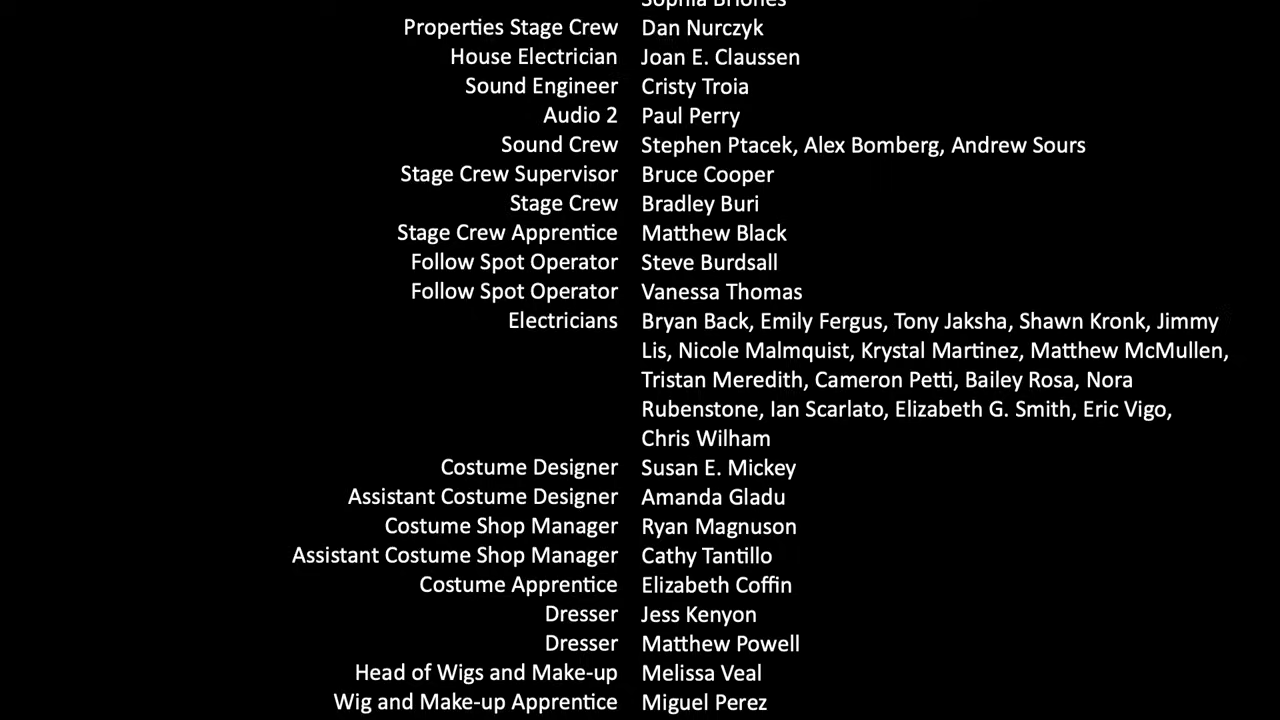 Sophia Briones
Properties Stage Crew Dan Nurczyk
House Electrician Joan E. Claussen
Sound Engineer Cristy Troia
Audio 2 Paul Perry
Sound Crew Stephen Ptacek, Alex Bomberg, Andrew Sours
Stage Crew Supervisor Bruce Cooper
Stage Crew Bradley Buri
Stage Crew Apprentice Matthew Black
Follow Spot Operator Steve Burdsall
Follow Spot Operator Vanessa Thomas
Electricians Bryan Back, Emily Fergus, Tony Jaksha, Shawn Kronk, Jimmy
Lis, Nicole Malmquist, Krystal Martinez, Matthew McMullen,
Tristan Meredith, Cameron Petti, Bailey Rosa, Nora
Rubenstone, Ian Scarlato, Elizabeth G. Smith, Eric Vigo,
Chris Wilham
Costume Designer Susan E. Mickey
Assistant Costume Designer Amanda Gladu
Costume Shop Manager Ryan Magnuson
Assistant Costume Shop Manager Cathy Tantillo
Costume Apprentice Elizabeth Coffin
Dresser Jess Kenyon
Dresser Matthew Powell
Head of Wigs and Make-up Melissa Veal
Wig and Make-up Apprentice Miguel Perez